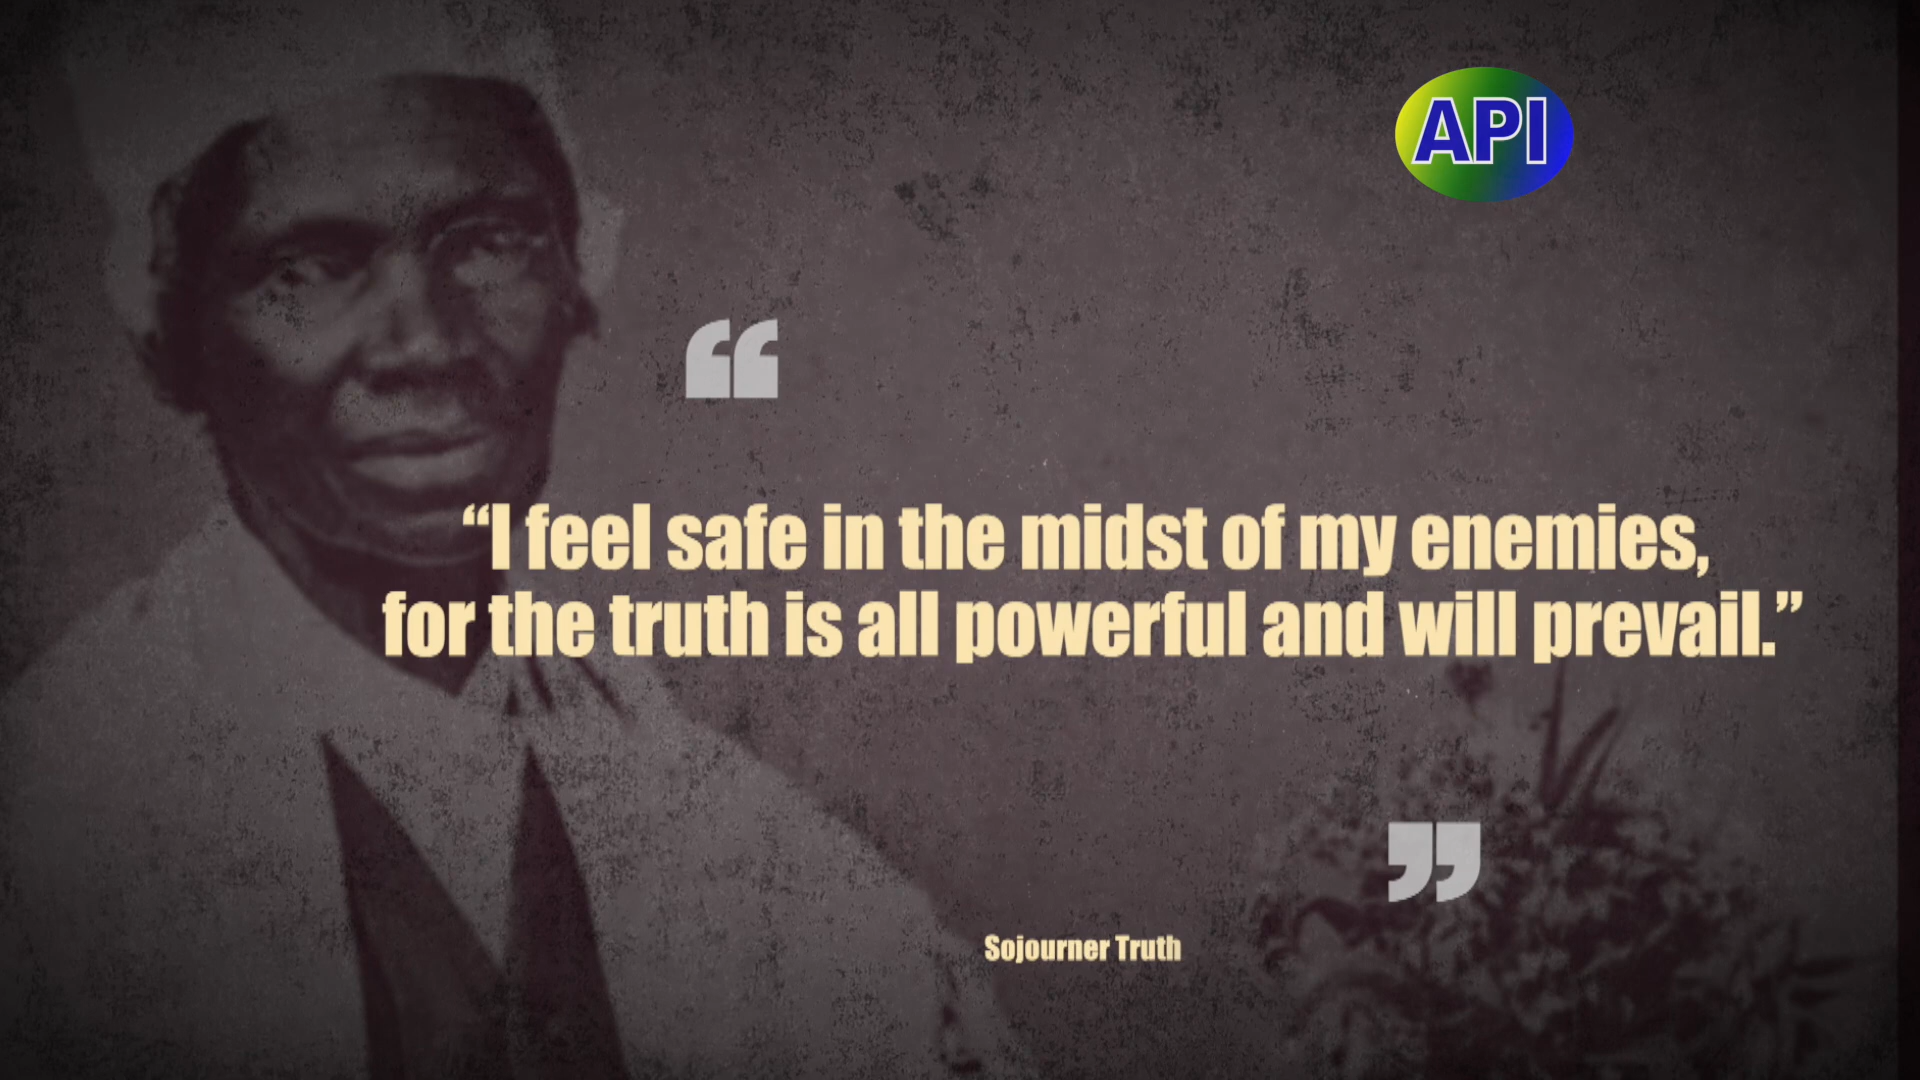 API
“
“I feel safe in the midst of my enemies,
for the truth is all powerful and will prevail.”
”
Sojourner Truth